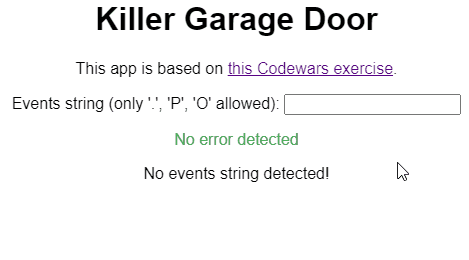 Killer Garage Door
This app is based on this Codewars exercise.
Events string (only '.', 'P', 'O' allowed):
No error detected
No events string detected!